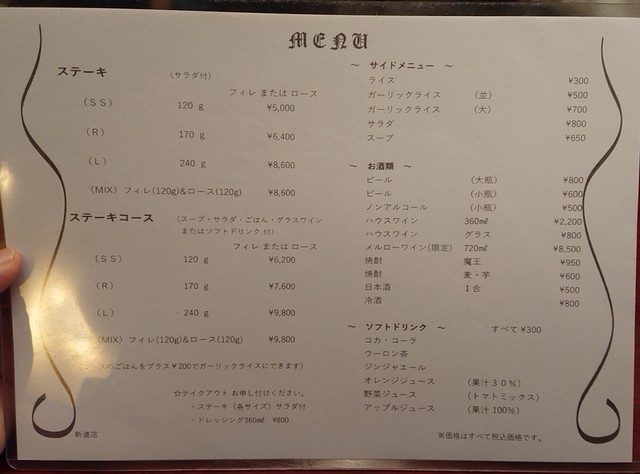 MENU
ステーキ （サラダ付）
フィレ または ロース
（ＳＳ） 120 g ¥5,000
（R） 170 g ¥6,400
（L） 240 g ¥8,600
（MIX）フィレ(120g)&ロース(120g) ¥8,600
ステーキコース （スープ・サラダ・ごはん・グラスワイン
またはソフトドリンク 付）
フィレ または ロース
（ＳＳ） 120 g ¥6,200
（R） 170 g ¥7,600
（L） 240 g ¥9,800
（MIX）フィレ(120g)&ロース(120g) ¥9,800
（コースのごはんをプラス￥200でガーリックライスにできます）
☆テイクアウト お申し付けください。
・ステーキ（各サイズ）サラダ付
・ドレッシング360㎖ ¥800
新道店
～ サイドメニュー ～
ライス ¥300
ガーリックライス （並） ¥500
ガーリックライス （大） ¥700
サラダ ¥800
スープ ¥650
～ お酒類 ～
ビール （大瓶） ¥800
ビール （小瓶） ¥600
ノンアルコール （小瓶） ¥500
ハウスワイン 360㎖ ¥2,200
ハウスワイン グラス ¥800
メルローワイン(限定) 720㎖ ¥8,500
焼酎 魔王 ¥950
焼酎 麦・芋 ¥600
日本酒 １合 ¥500
冷酒 ¥800
～ ソフトドリンク ～ すべて ¥300
コカ・コーラ
ウーロン茶
ジンジャエール
オレンジジュース （果汁３０%）
野菜ジュース （トマトミックス）
アップルジュース （果汁 100%）
※価格はすべて税込価格です。